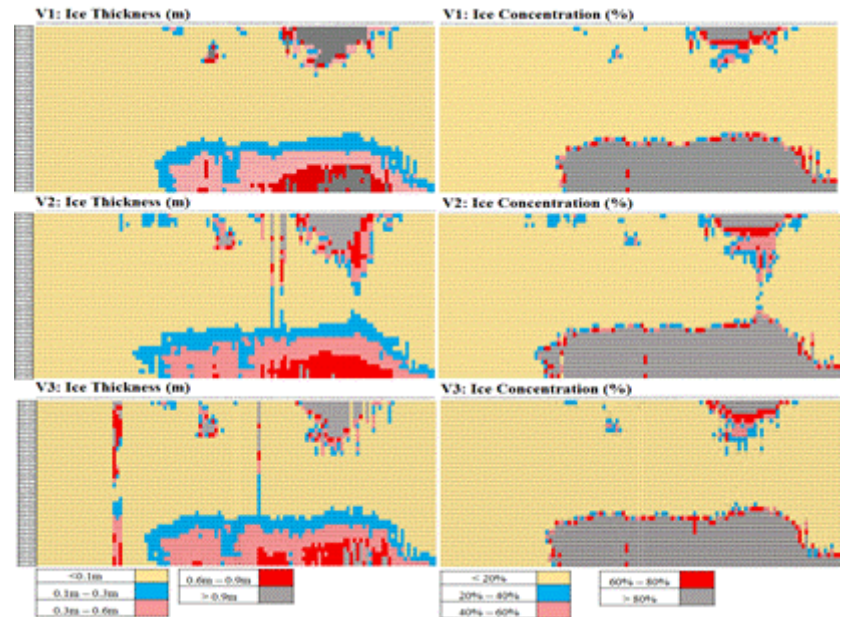 V1: Ice Thickness (m)
V1: Ice Concentration (%)
V2: Ice Thickness (m)
V2: Ice Concentration (%)
V3: Ice Thickness (m)
V3: Ice Concentration (%)
<0.1m
0.1m – 0.3m
0.3m – 0.6m
0.6m – 0.9m
> 0.9m
< 20%
20% – 40%
40% – 60%
60% – 80%
> 80%